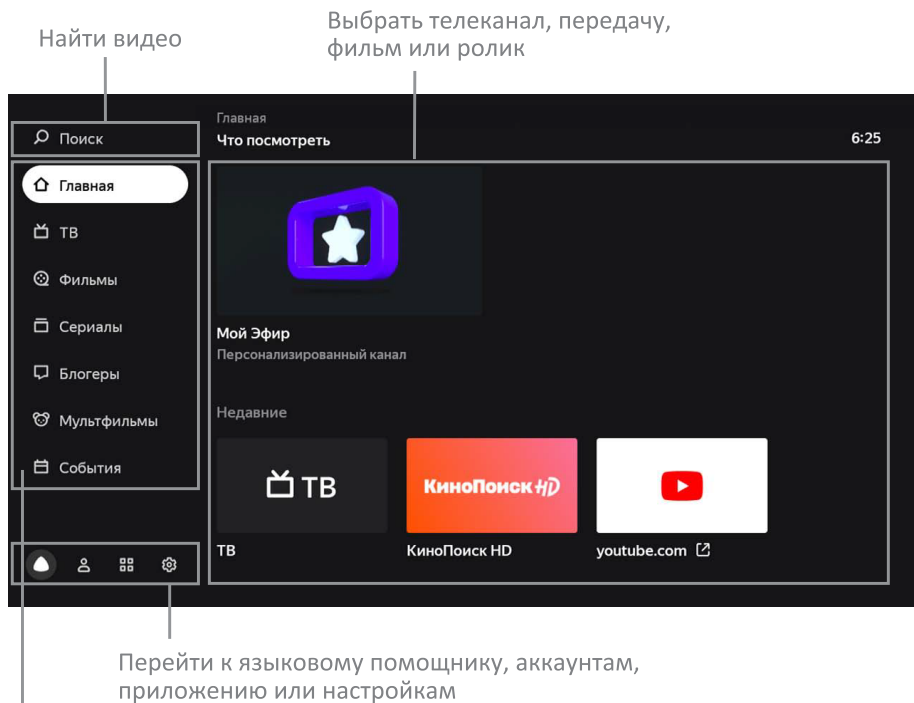 Найти видео
Выбрать телеканал, передачу,
фильм или ролик
Поиск
Главная
Что посмотреть
6:25
Главная
ТВ
Фильмы
Сериалы
Блогеры
Мультфильмы
События
Мой Эфир
Персонализированный канал
Недавние
ТВ
КиноПоиск HD
ТВ
КиноПоиск HD
youtube.com
Перейти к языковому помощнику, аккаунтам,
приложению или настройкам